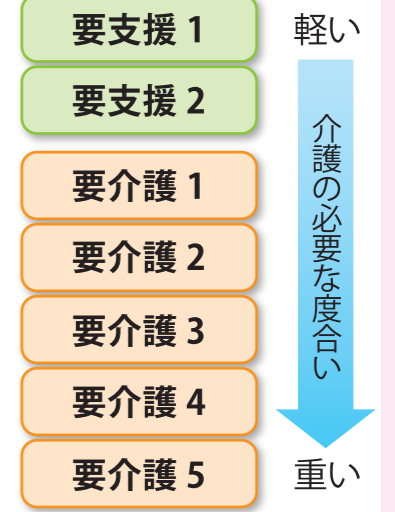 要支援 1
要支援 2
要介護 1
要介護 2
要介護 3
要介護 4
要介護 5
軽い
介護の必要な度合い
重い